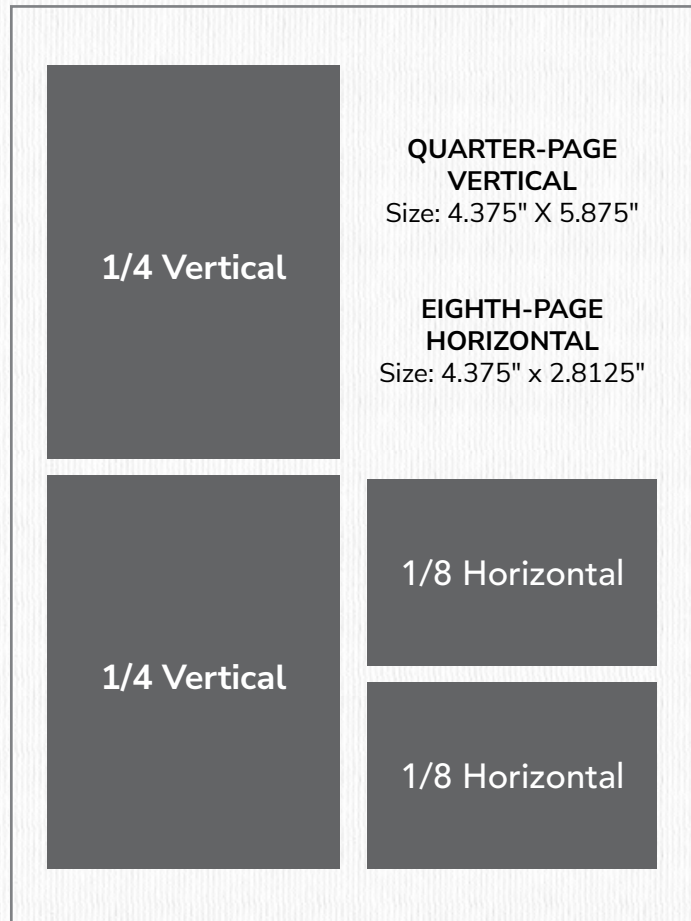 1/4 Vertical
QUARTER-PAGE
VERTICAL
Size: 4.375" X 5.875"
EIGHTH-PAGE
HORIZONTAL
Size: 4.375" x 2.8125"
1/4 Vertical
1/8 Horizontal
1/8 Horizontal